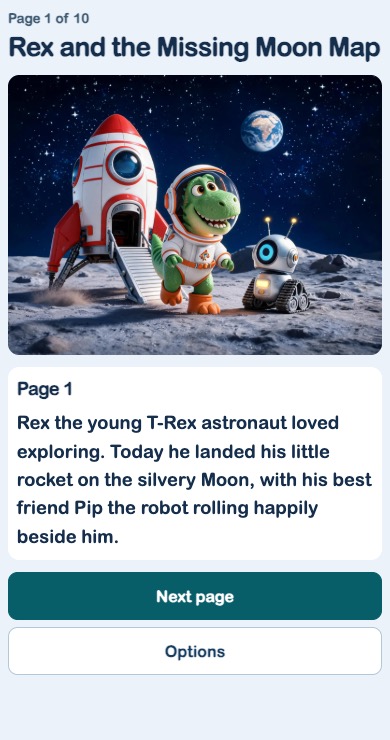 Page 1 of 10
Rex and the Missing Moon Map
Page 1
Rex the young T-Rex astronaut loved
exploring. Today he landed his little
rocket on the silvery Moon, with his best
friend Pip the robot rolling happily
beside him.
Next page
Options